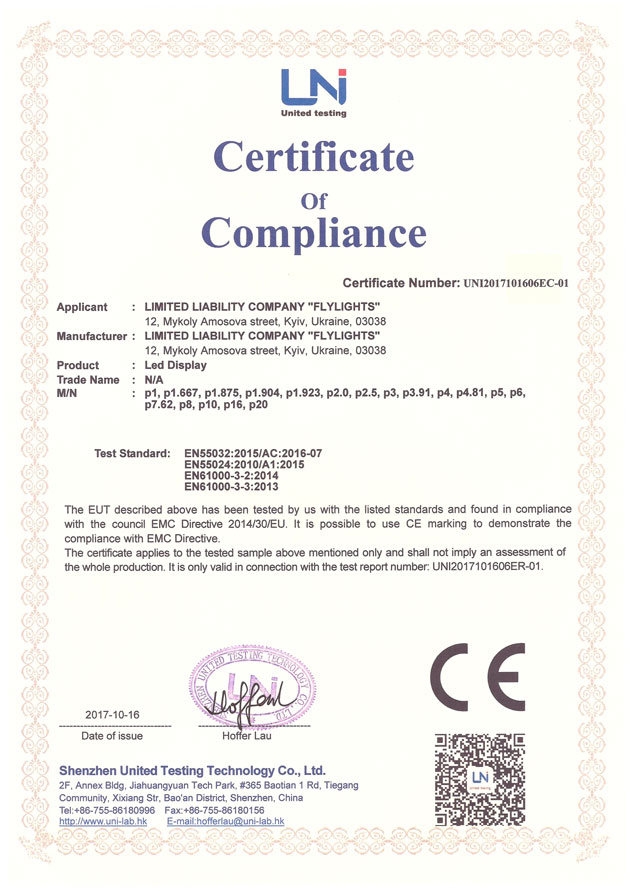 UNi
United testing
Certificate
Of
Compliance
Certificate Number: UNI2017101606EC-01
Applicant : LIMITED LIABILITY COMPANY "FLYLIGHTS"
12, Mykoly Amosova street, Kyiv, Ukraine, 03038
Manufacturer : LIMITED LIABILITY COMPANY "FLYLIGHTS"
12, Mykoly Amosova street, Kyiv, Ukraine, 03038
Product : Led Display
Trade Name : N/A
M/N : p1, p1.667, p1.875, p1.904, p1.923, p2.0, p2.5, p3, p3.91, p4, p4.81, p5, p6,
p7.62, p8, p10, p16, p20
Test Standard: EN55032:2015/AC:2016-07
EN55024:2010/A1:2015
EN61000-3-2:2014
EN61000-3-3:2013
The EUT described above has been tested by us with the listed standards and found in compliance
with the council EMC Directive 2014/30/EU. It is possible to use CE marking to demonstrate the
compliance with EMC Directive.
The certificate applies to the tested sample above mentioned only and shall not imply an assessment of
the whole production. It is only valid in connection with the test report number: UNI2017101606ER-01.
CE
2017-10-16
Date of issue
UNITED TESTING TECHNOLOGY CO., LTD
Hoffer Lau
UNi
Shenzhen United Testing Technology Co., Ltd.
2F, Annex Bldg, Jiahuangyuan Tech Park, #365 Baotian 1 Rd, Tiegang
Community, Xixiang Str, Bao'an District, Shenzhen, China
Tel:+86-755-86180996 Fax:+86-755-86180156
http://www.uni-lab.hk E-mail:hofferlau@uni-lab.hk